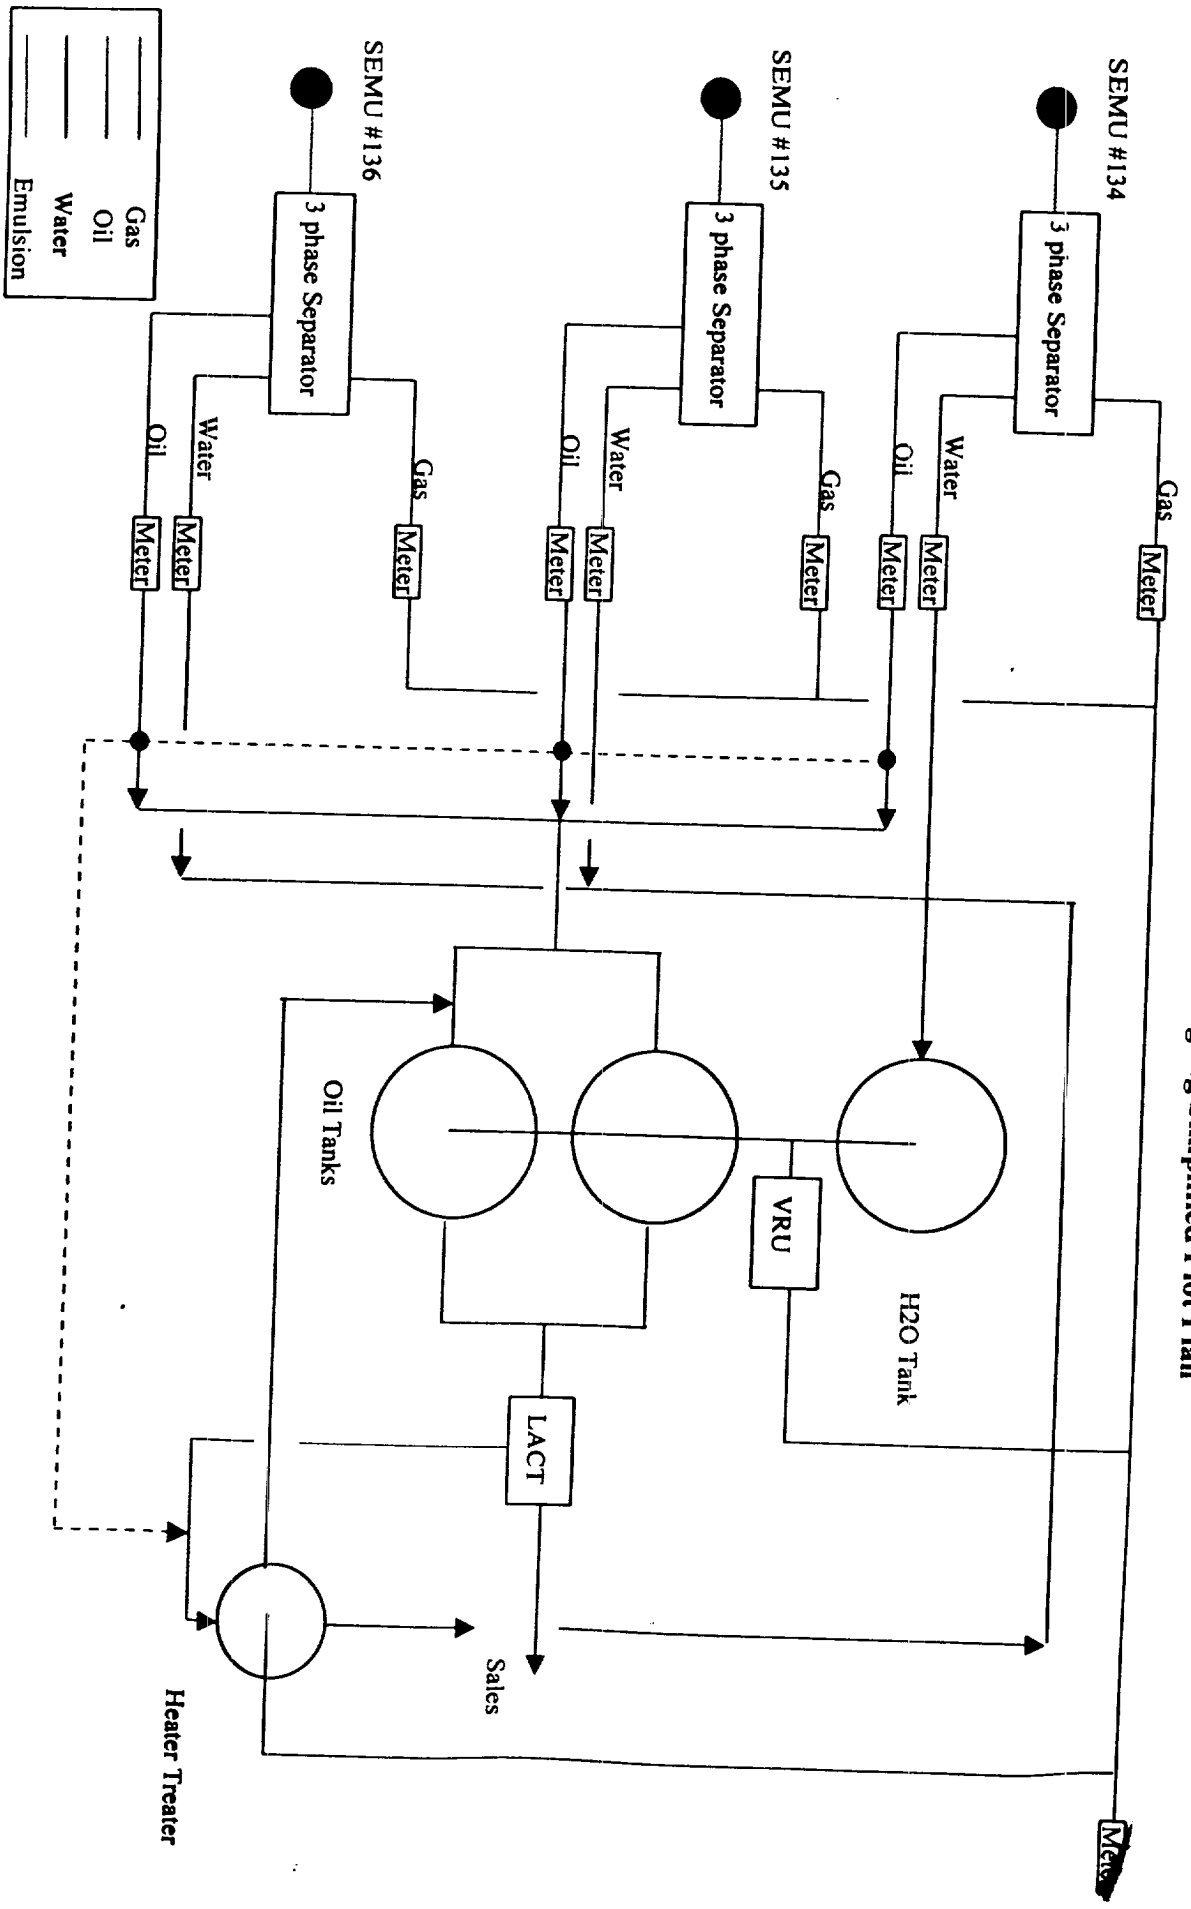 Plot Plan
SEMU #134
3 phase Separator
Gas
Meter
Water
Meter
Oil
Meter
SEMU #135
3 phase Separator
Gas
Meter
Water
Meter
Oil
Meter
SEMU #136
3 phase Separator
Gas
Meter
Water
Meter
Oil
Meter
H2O Tank
VRU
Oil Tanks
LACT
Sales
Heater Treater
Gas
Oil
Water
Emulsion